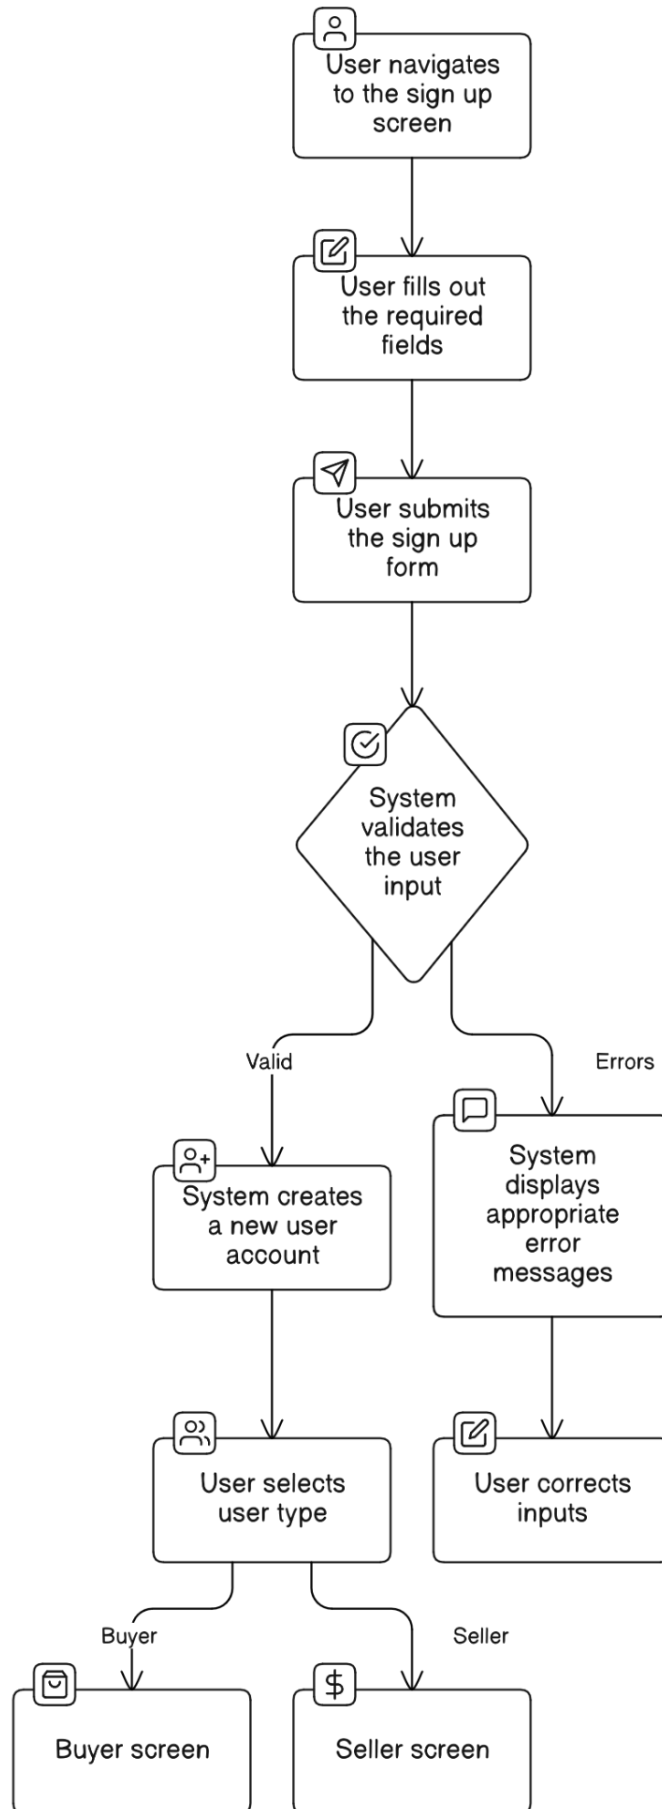 User navigates
to the sign up
screen
User fills out
the required
fields
User submits
the sign up
form
System
validates
the user
input
Valid
Errors
System creates
a new user
account
System
displays
appropriate
error
messages
User selects
user type
User corrects
inputs
Buyer
Seller
Buyer screen
Seller screen